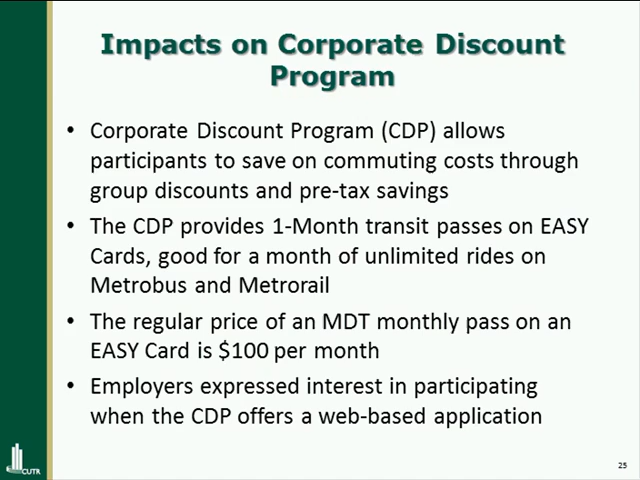 Impacts on Corporate Discount
Program
• Corporate Discount Program (CDP) allows
participants to save on commuting costs through
group discounts and pre-tax savings
• The CDP provides 1-Month transit passes on EASY
Cards, good for a month of unlimited rides on
Metrobus and Metrorail
• The regular price of an MDT monthly pass on an
EASY Card is $100 per month
• Employers expressed interest in participating
when the CDP offers a web-based application
CUTR
25